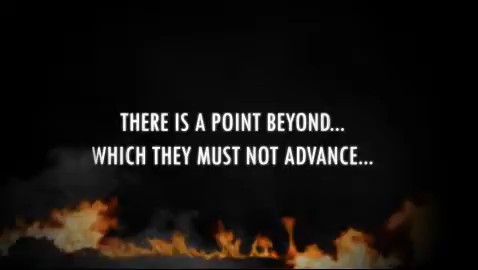 THERE IS A POINT BEYOND...
WHICH THEY MUST NOT ADVANCE...